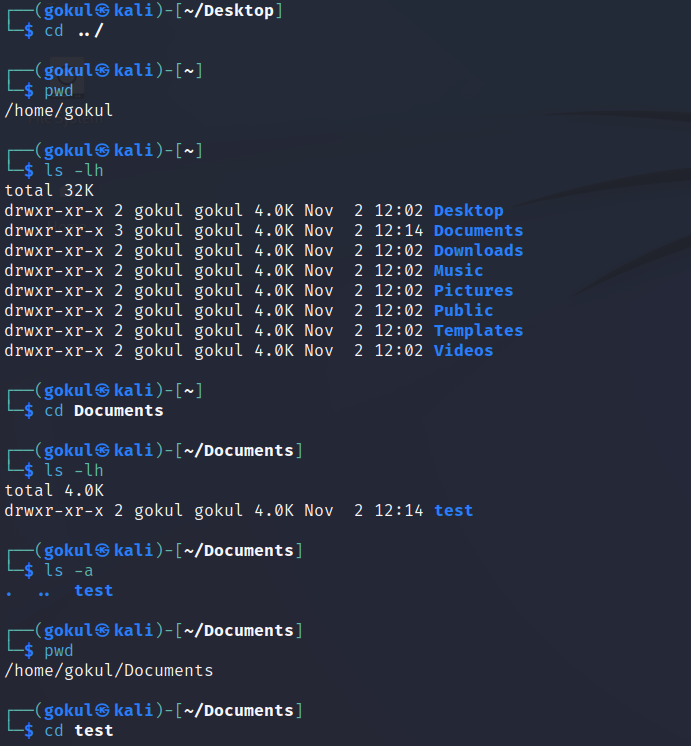 ┌──(gokul㉿kali)-[~/Desktop]
└─$ cd ../
┌──(gokul㉿kali)-[~]
└─$ pwd
/home/gokul
┌──(gokul㉿kali)-[~]
└─$ ls -lh
total 32K
drwxr-xr-x 2 gokul gokul 4.0K Nov  2 12:02 Desktop
drwxr-xr-x 3 gokul gokul 4.0K Nov  2 12:14 Documents
drwxr-xr-x 2 gokul gokul 4.0K Nov  2 12:02 Downloads
drwxr-xr-x 2 gokul gokul 4.0K Nov  2 12:02 Music
drwxr-xr-x 2 gokul gokul 4.0K Nov  2 12:02 Pictures
drwxr-xr-x 2 gokul gokul 4.0K Nov  2 12:02 Public
drwxr-xr-x 2 gokul gokul 4.0K Nov  2 12:02 Templates
drwxr-xr-x 2 gokul gokul 4.0K Nov  2 12:02 Videos
┌──(gokul㉿kali)-[~]
└─$ cd Documents
┌──(gokul㉿kali)-[~/Documents]
└─$ ls -lh
total 4.0K
drwxr-xr-x 2 gokul gokul 4.0K Nov  2 12:14 test
┌──(gokul㉿kali)-[~/Documents]
└─$ ls -a
.  ..  test
┌──(gokul㉿kali)-[~/Documents]
└─$ pwd
/home/gokul/Documents
┌──(gokul㉿kali)-[~/Documents]
└─$ cd test